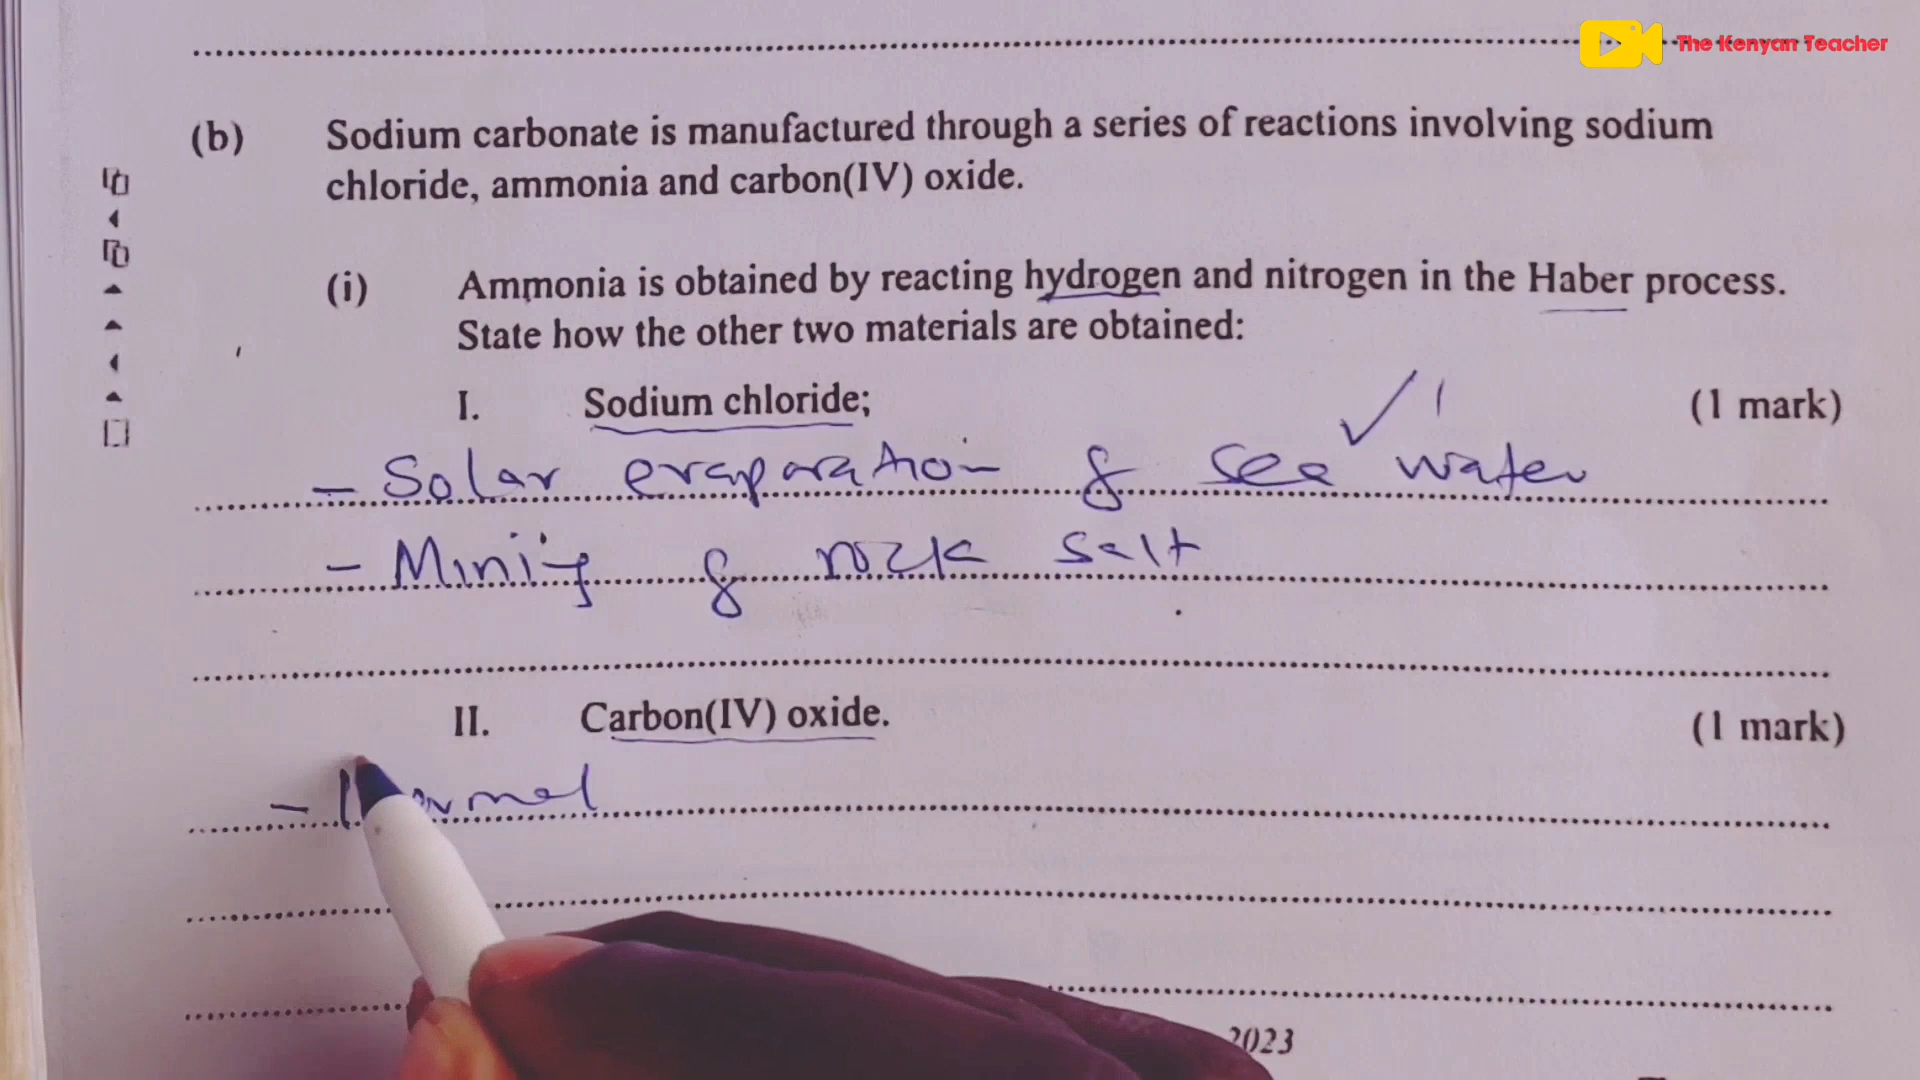 The Kenyan Teacher
(b) Sodium carbonate is manufactured through a series of reactions involving sodium
chloride, ammonia and carbon(IV) oxide.
(i) Ammonia is obtained by reacting hydrogen and nitrogen in the Haber process.
State how the other two materials are obtained:
I. Sodium chloride; (1 mark)
✓ 1
- Solar evaporation of sea water
- Mining of rock salt
II. Carbon(IV) oxide. (1 mark)
2023